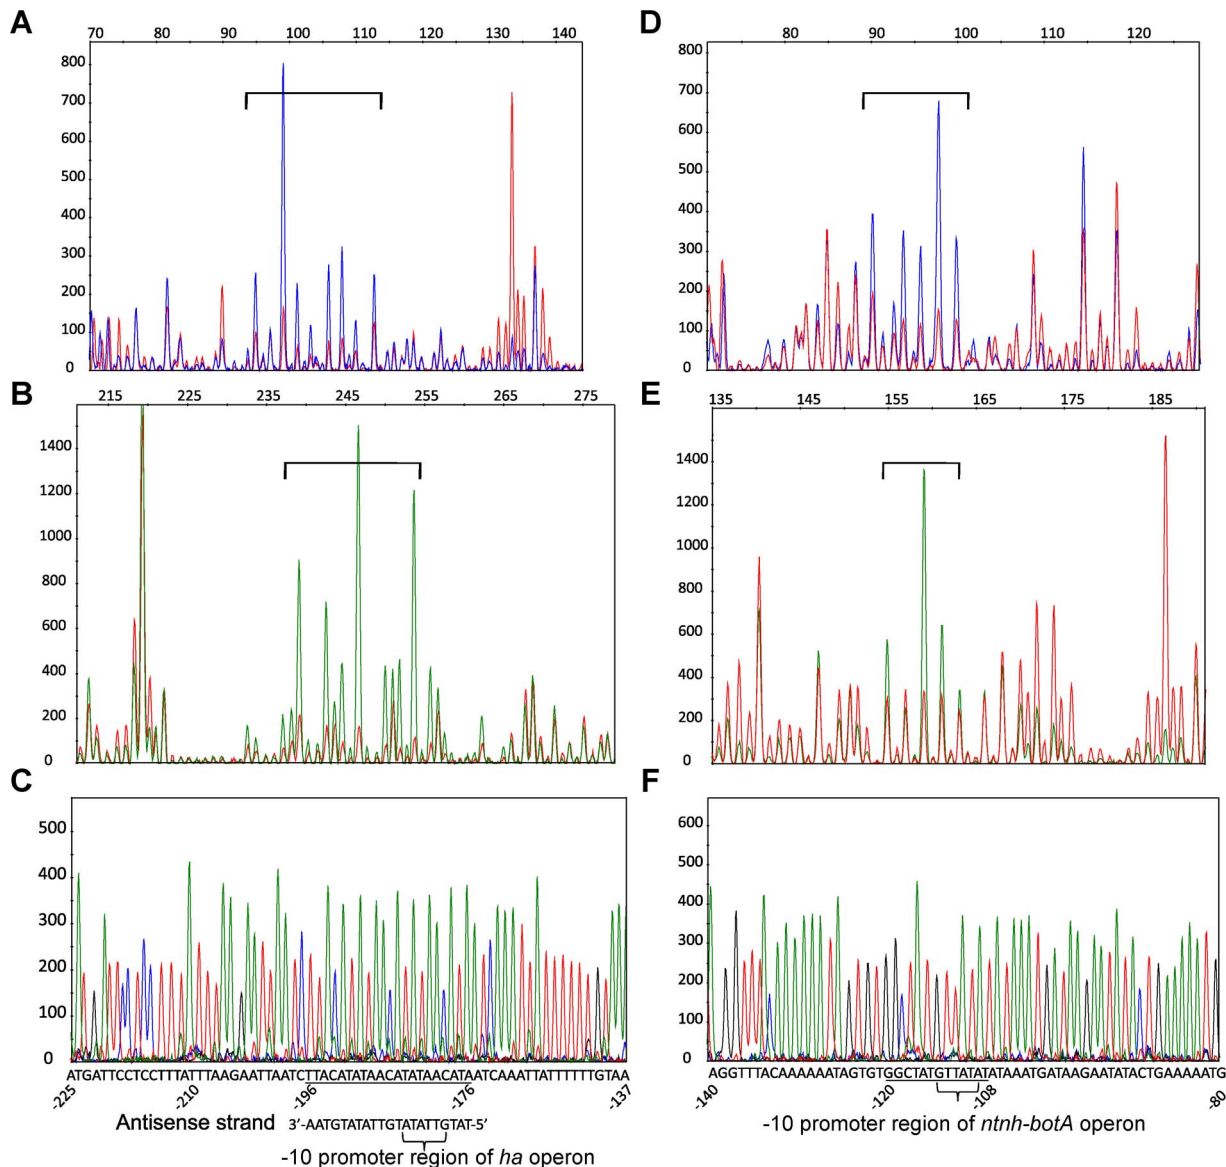 A
70 80 90 100 110 120 130 140
800
700
600
500
400
300
200
100
0
D
80 90 100 110 120
800
700
600
500
400
300
200
100
0
B
215 225 235 245 255 265 275
1400
1200
1000
800
600
400
200
0
E
135 145 155 165 175 185
1400
1200
1000
800
600
400
200
0
C
500
400
300
200
100
0
ATGATTCCTCCTTTATTTAAGAATTAATCTTACATATAACATATAACATAATCAAATTATTTTTTGTAA
-225 -210 -196 -176 -137
Antisense strand 3’-AATGTATATTGTATATTGTAT-5’
-10 promoter region of ha operon
F
600
600
400
300
200
100
0
AGGTTTACAAAAAATAGTGTGGCTATGTTATATATAAATGATAAGAATATACTGAAAAATG
-140 -120 -108 -80
-10 promoter region of ntnh-botA operon